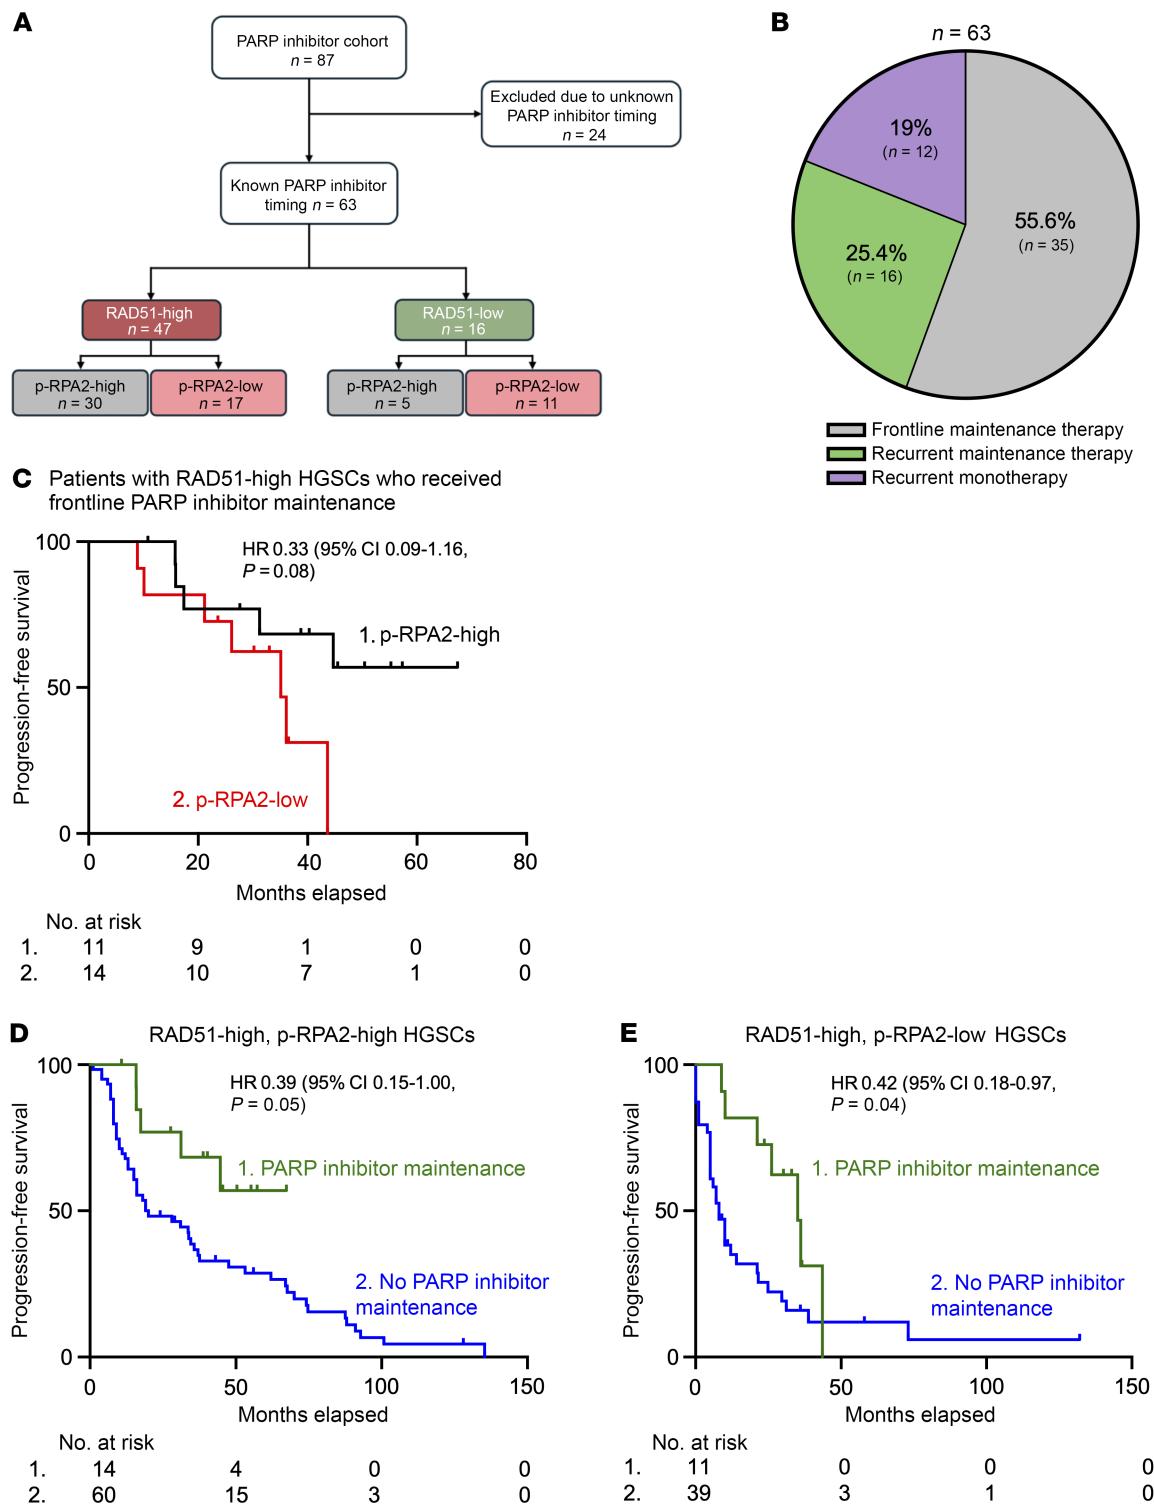 A
PARP inhibitor cohort
n = 87
Excluded due to unknown
PARP inhibitor timing
n = 24
Known PARP inhibitor
timing n = 63
RAD51-high
n = 47
RAD51-low
n = 16
p-RPA2-high
n = 30
p-RPA2-low
n = 17
p-RPA2-high
n = 5
p-RPA2-low
n = 11
B
n = 63
19%
(n = 12)
55.6%
(n = 35)
25.4%
(n = 16)
Frontline maintenance therapy
Recurrent maintenance therapy
Recurrent monotherapy
C Patients with RAD51-high HGSCs who received
frontline PARP inhibitor maintenance
Progression-free survival
100
50
0
HR 0.33 (95% CI 0.09-1.16,
P = 0.08)
1. p-RPA2-high
2. p-RPA2-low
0 20 40 60 80
Months elapsed
No. at risk
1. 11 9 1 0 0
2. 14 10 7 1 0
D RAD51-high, p-RPA2-high HGSCs
Progression-free survival
100
50
0
HR 0.39 (95% CI 0.15-1.00,
P = 0.05)
1. PARP inhibitor maintenance
2. No PARP inhibitor
maintenance
0 50 100 150
Months elapsed
No. at risk
1. 14 4 0 0
2. 60 15 3 0
E RAD51-high, p-RPA2-low HGSCs
Progression-free survival
100
50
0
HR 0.42 (95% CI 0.18-0.97,
P = 0.04)
1. PARP inhibitor maintenance
2. No PARP inhibitor
maintenance
0 50 100 150
Months elapsed
No. at risk
1. 11 0 0 0
2. 39 3 1 0